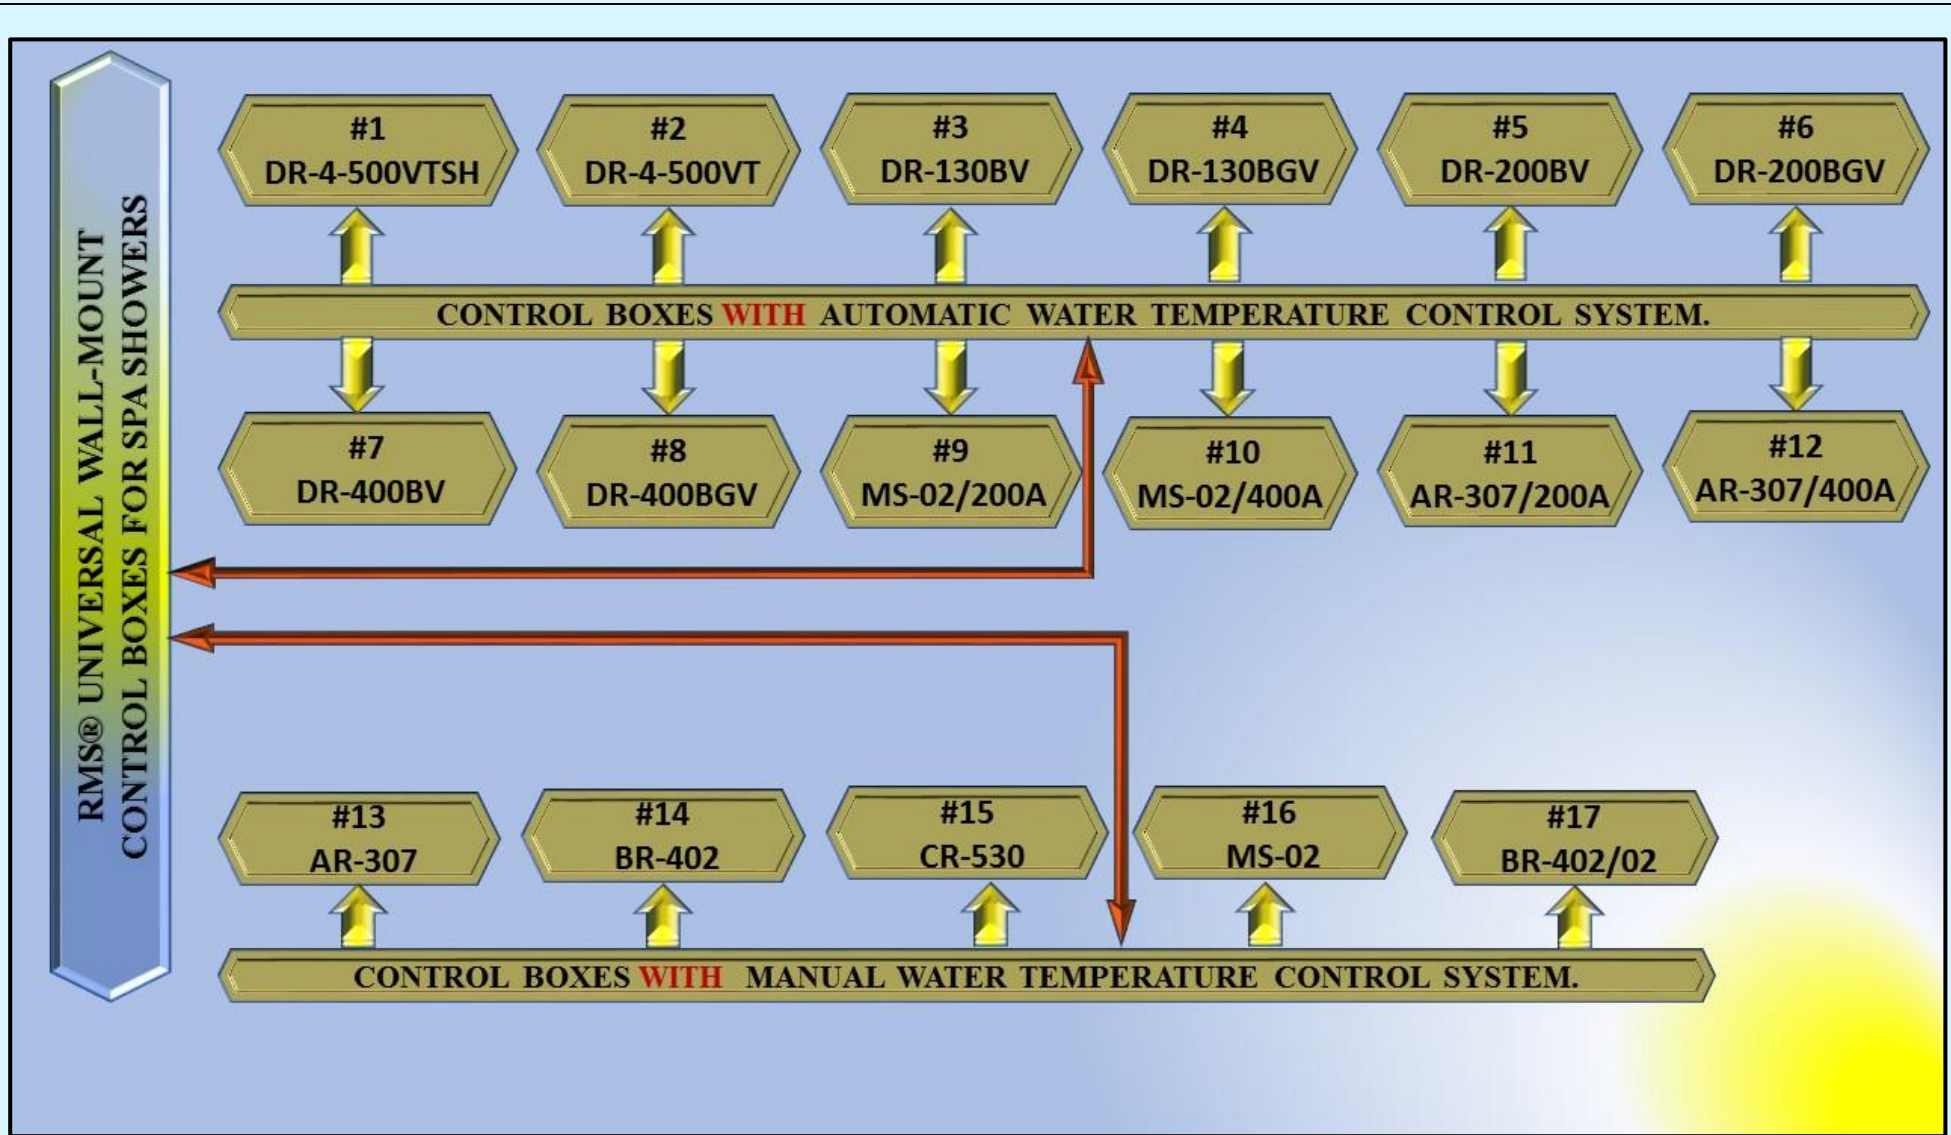 RMS® UNIVERSAL WALL-MOUNT
CONTROL BOXES FOR SPA SHOWERS
#1
DR-4-500VTSH
#2
DR-4-500VT
#3
DR-130BV
#4
DR-130BGV
#5
DR-200BV
#6
DR-200BGV
CONTROL BOXES WITH AUTOMATIC WATER TEMPERATURE CONTROL SYSTEM.
#7
DR-400BV
#8
DR-400BGV
#9
MS-02/200A
#10
MS-02/400A
#11
AR-307/200A
#12
AR-307/400A
#13
AR-307
#14
BR-402
#15
CR-530
#16
MS-02
#17
BR-402/02
CONTROL BOXES WITH MANUAL WATER TEMPERATURE CONTROL SYSTEM.